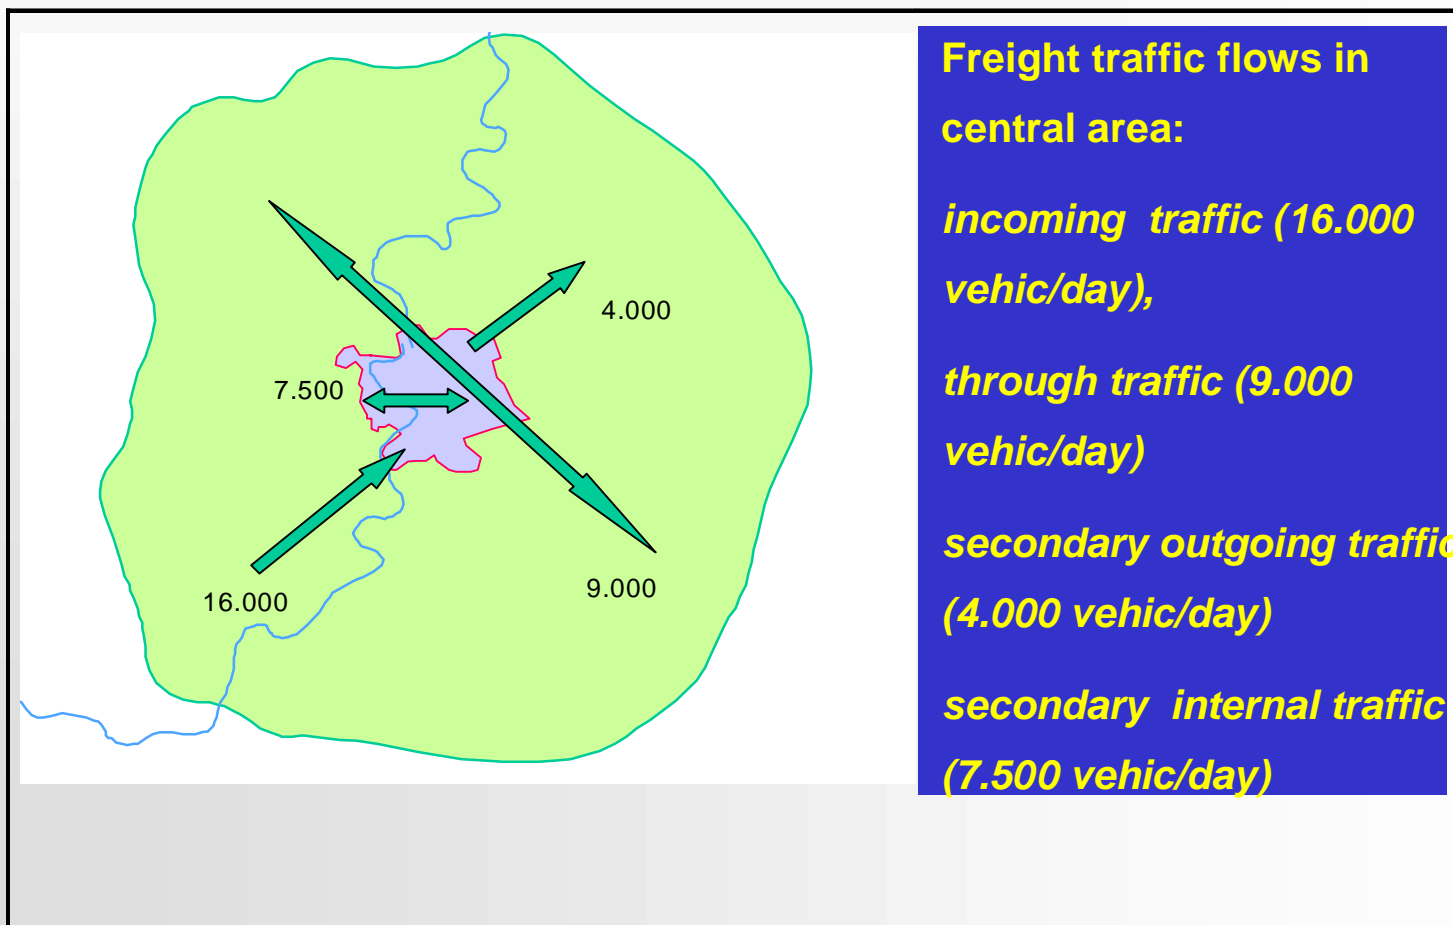 Freight traffic flows in
central area:
incoming  traffic (16.000
vehic/day),
through traffic (9.000
vehic/day)
secondary outgoing traffic
(4.000 vehic/day)
secondary  internal traffic
(7.500 vehic/day)
4.000
7.500
9.000
16.000